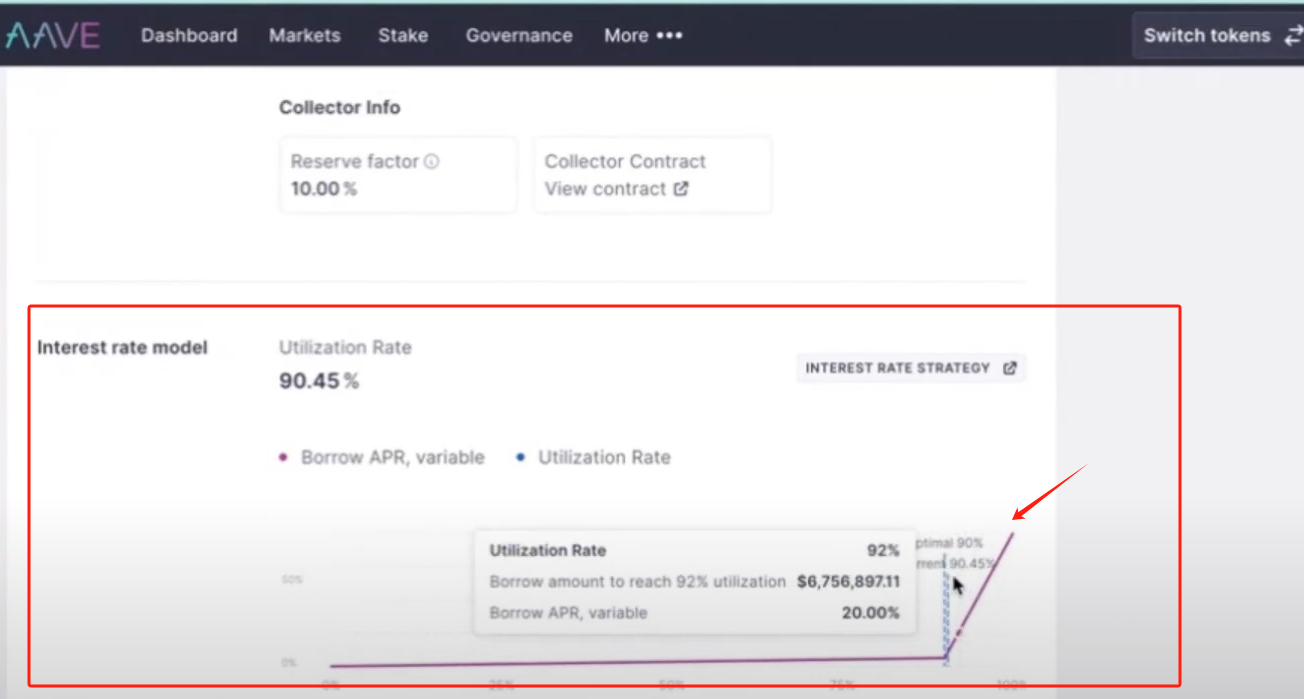 AAVE Dashboard Markets Stake Governance More ••• Switch tokens
Collector Info
Reserve factor
10.00 %
Collector Contract
View contract
Interest rate model
Utilization Rate
90.45 %
INTEREST RATE STRATEGY
• Borrow APR, variable • Utilization Rate
ptimal 90%
rrent 90.45%
Utilization Rate 92%
Borrow amount to reach 92% utilization $6,756,897.11
Borrow APR, variable 20.00%
50%
0%
0% 25% 50% 75% 100%